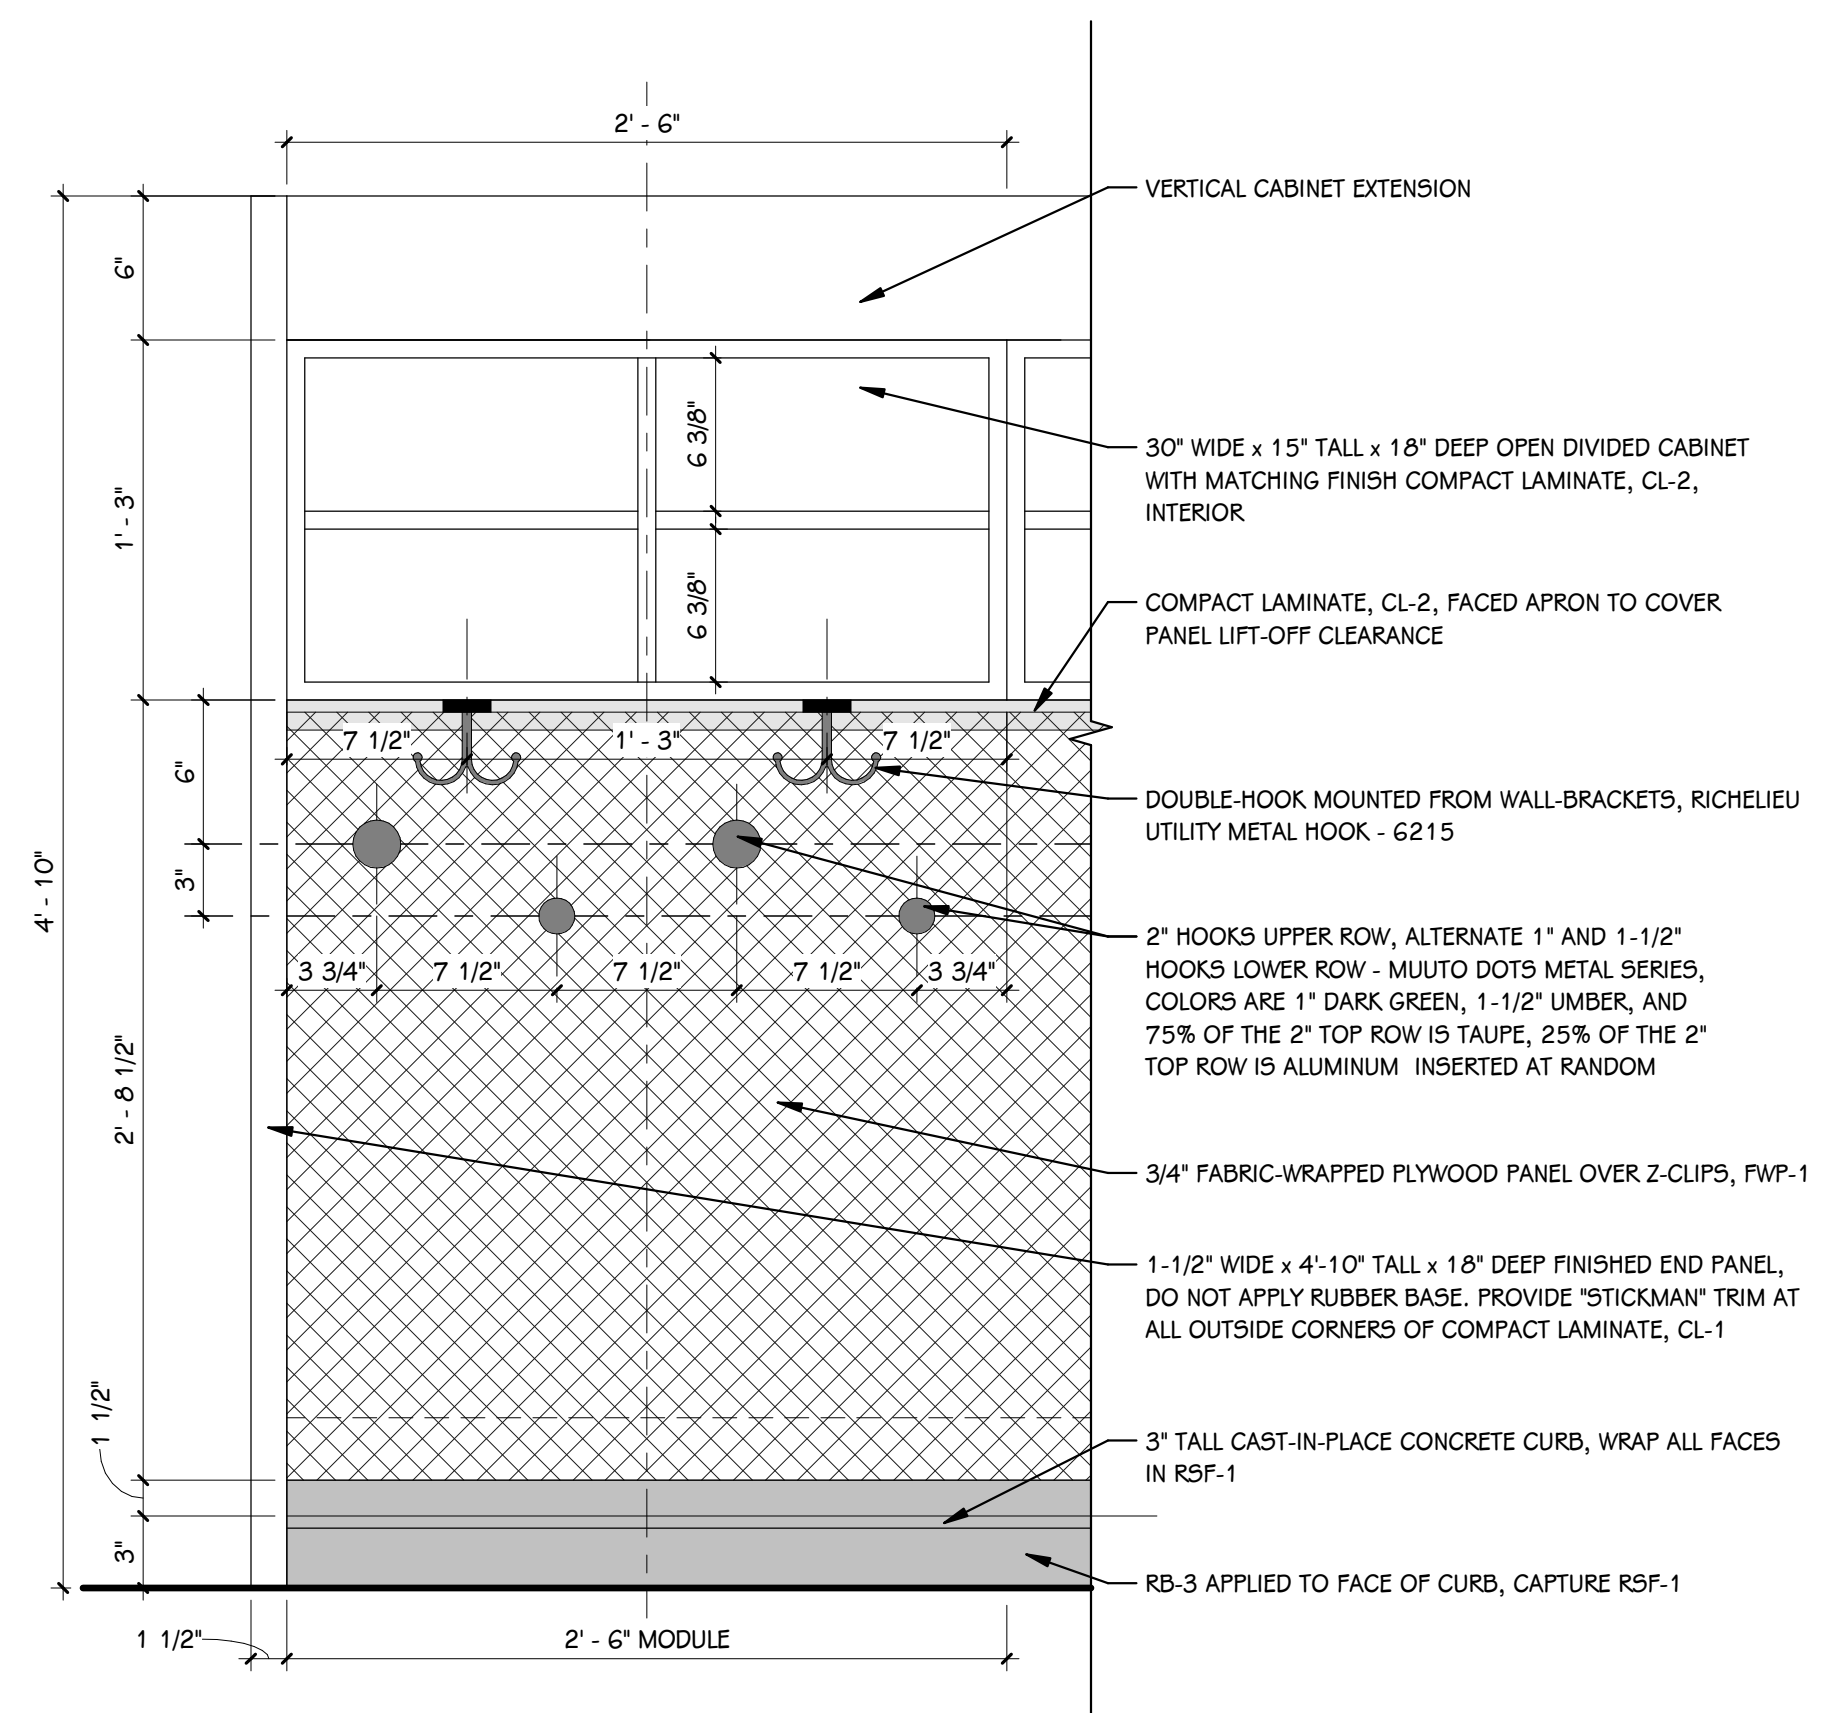 2' - 6"
VERTICAL CABINET EXTENSION
6"
30" WIDE x 15" TALL x 18" DEEP OPEN DIVIDED CABINET
WITH MATCHING FINISH COMPACT LAMINATE, CL-2,
INTERIOR
6 3/8"
1' - 3"
6 3/8"
COMPACT LAMINATE, CL-2, FACED APRON TO COVER
PANEL LIFT-OFF CLEARANCE
7 1/2"
1' - 3"
7 1/2"
6"
DOUBLE-HOOK MOUNTED FROM WALL-BRACKETS, RICHELIEU
UTILITY METAL HOOK - 6215
3"
4' - 10"
2" HOOKS UPPER ROW, ALTERNATE 1" AND 1-1/2"
HOOKS LOWER ROW - MUUTO DOTS METAL SERIES,
COLORS ARE 1" DARK GREEN, 1-1/2" UMBER, AND
75% OF THE 2" TOP ROW IS TAUPE, 25% OF THE 2"
TOP ROW IS ALUMINUM  INSERTED AT RANDOM
3 3/4"
7 1/2"
7 1/2"
7 1/2"
3 3/4"
2' - 8 1/2"
3/4" FABRIC-WRAPPED PLYWOOD PANEL OVER Z-CLIPS, FWP-1
1-1/2" WIDE x 4'-10" TALL x 18" DEEP FINISHED END PANEL,
DO NOT APPLY RUBBER BASE. PROVIDE "STICKMAN" TRIM AT
ALL OUTSIDE CORNERS OF COMPACT LAMINATE, CL-1
1 1/2"
3" TALL CAST-IN-PLACE CONCRETE CURB, WRAP ALL FACES
IN RSF-1
3"
RB-3 APPLIED TO FACE OF CURB, CAPTURE RSF-1
1 1/2"
2' - 6" MODULE